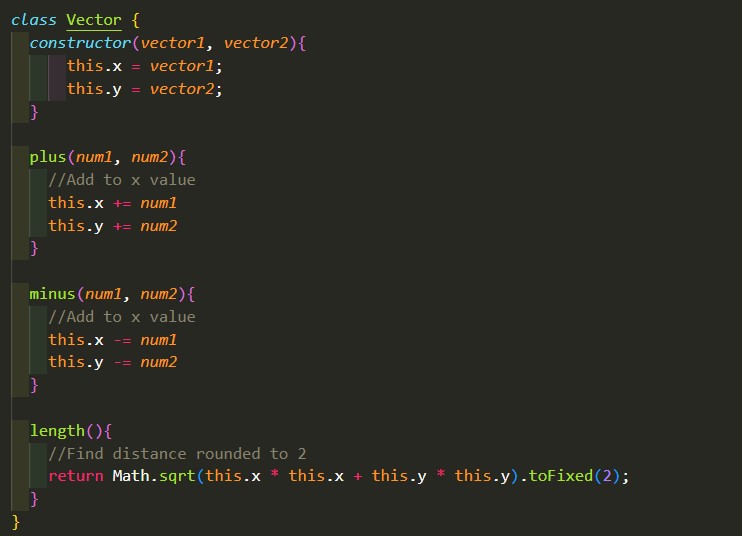 class Vector {
constructor(vector1, vector2){
this.x = vector1;
this.y = vector2;
}
plus(num1, num2){
//Add to x value
this.x += num1
this.y += num2
}
minus(num1, num2){
//Add to x value
this.x -= num1
this.y -= num2
}
length(){
//Find distance rounded to 2
return Math.sqrt(this.x * this.x + this.y * this.y).toFixed(2);
}
}